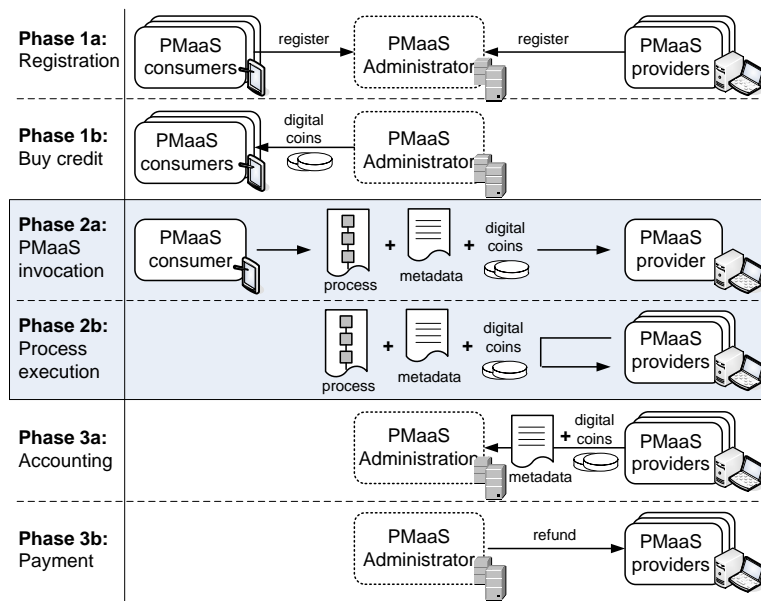 Phase 1a:
Registration
PMaaS
consumers
register
PMaaS
Administrator
register
PMaaS
providers
Phase 1b:
Buy credit
PMaaS
consumers
digital
coins
PMaaS
Administrator
Phase 2a:
PMaaS
invocation
PMaaS
consumer
process
+
metadata
+
digital
coins
PMaaS
provider
Phase 2b:
Process
execution
process
+
metadata
+
digital
coins
PMaaS
providers
Phase 3a:
Accounting
PMaaS
Administration
metadata
+
digital
coins
PMaaS
providers
Phase 3b:
Payment
PMaaS
Administrator
refund
PMaaS
providers